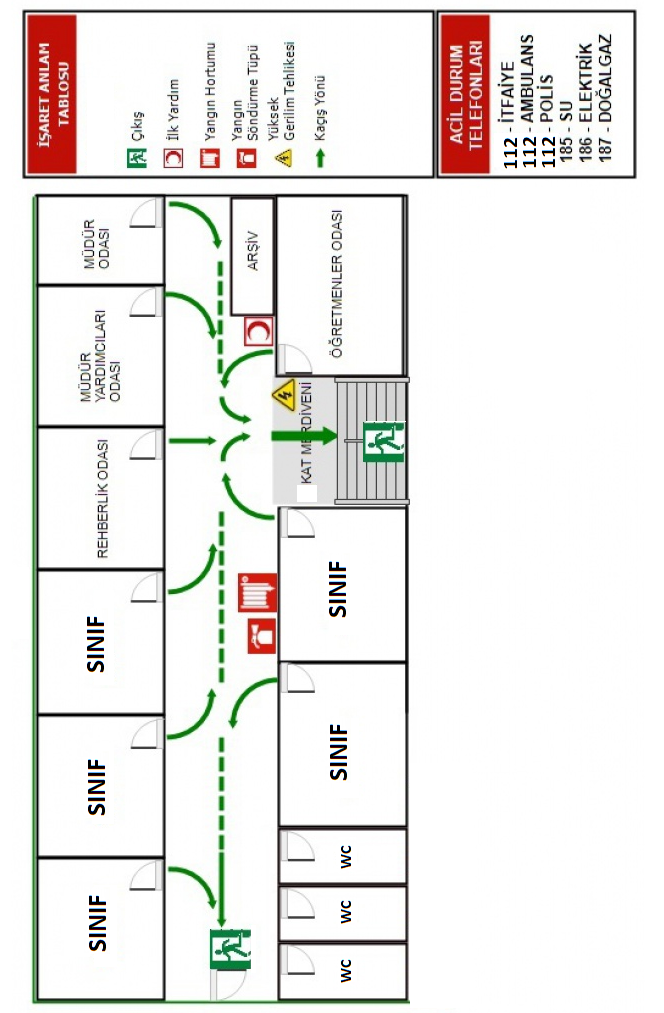 İŞARET ANLAM
TABLOSU
Çıkış
İlk Yardım
Yangın Hortumu
Yangın
Söndürme Tüpü
Yüksek
Gerilim Tehlikesi
Kaçış Yönü
ACİL DURUM
TELEFONLARI
112 - İTFAİYE
112 - AMBULANS
112 - POLİS
185 - SU
186 - ELEKTRİK
187 - DOĞALGAZ
MÜDÜR
ODASI
ARŞİV
ÖĞRETMENLER ODASI
MÜDÜR
YARDIMCILARI
ODASI
KAT MERDİVENİ
REHBERLİK ODASI
SINIF
SINIF
SINIF
SINIF
SINIF
WC
WC
WC